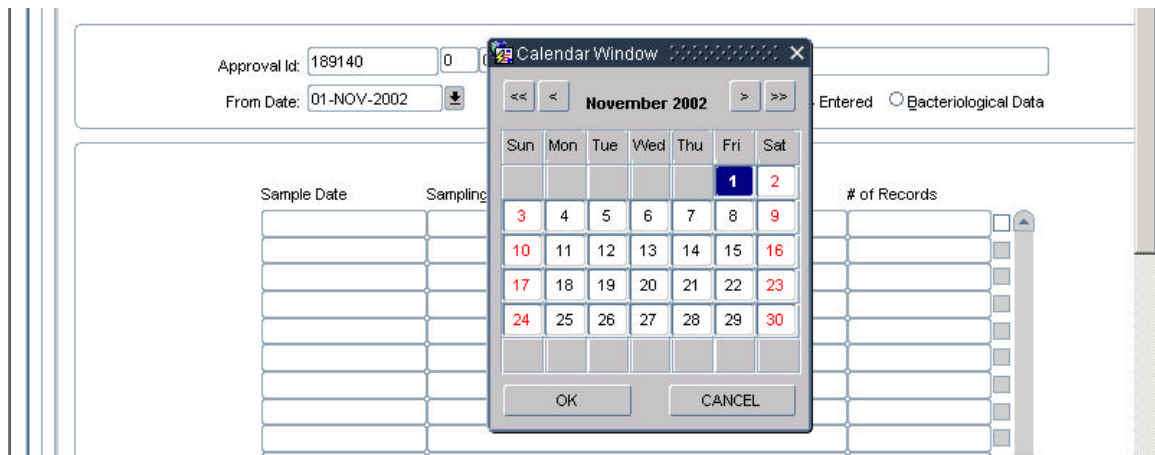 Calendar Window
Approval Id: 189140 0
From Date: 01-NOV-2002
<< < November 2002 > >>
Entered Bacteriological Data
Sun Mon Tue Wed Thu Fri Sat
1 2
3 4 5 6 7 8 9
10 11 12 13 14 15 16
17 18 19 20 21 22 23
24 25 26 27 28 29 30
OK CANCEL
Sample Date Sampling # of Records